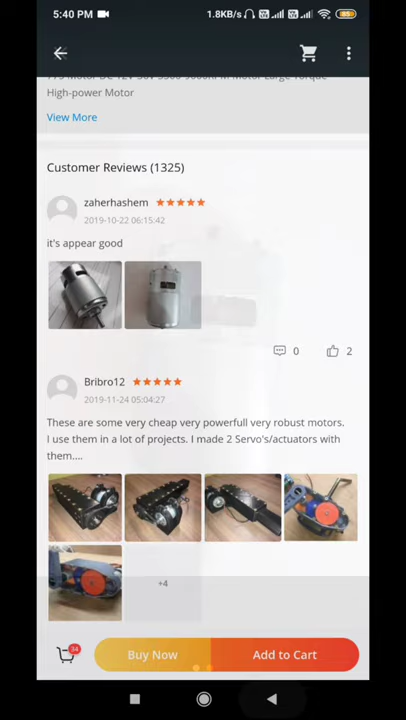 5:40 PM
1.8KB/s
85
High-power Motor
View More
Customer Reviews (1325)
zaherhashem
2019-10-22 06:15:42
it's appear good
0
2
Bribro12
2019-11-24 05:04:27
These are some very cheap very powerfull very robust motors.
I use them in a lot of projects. I made 2 Servo's/actuators with
them....
+4
94
Buy Now
Add to Cart